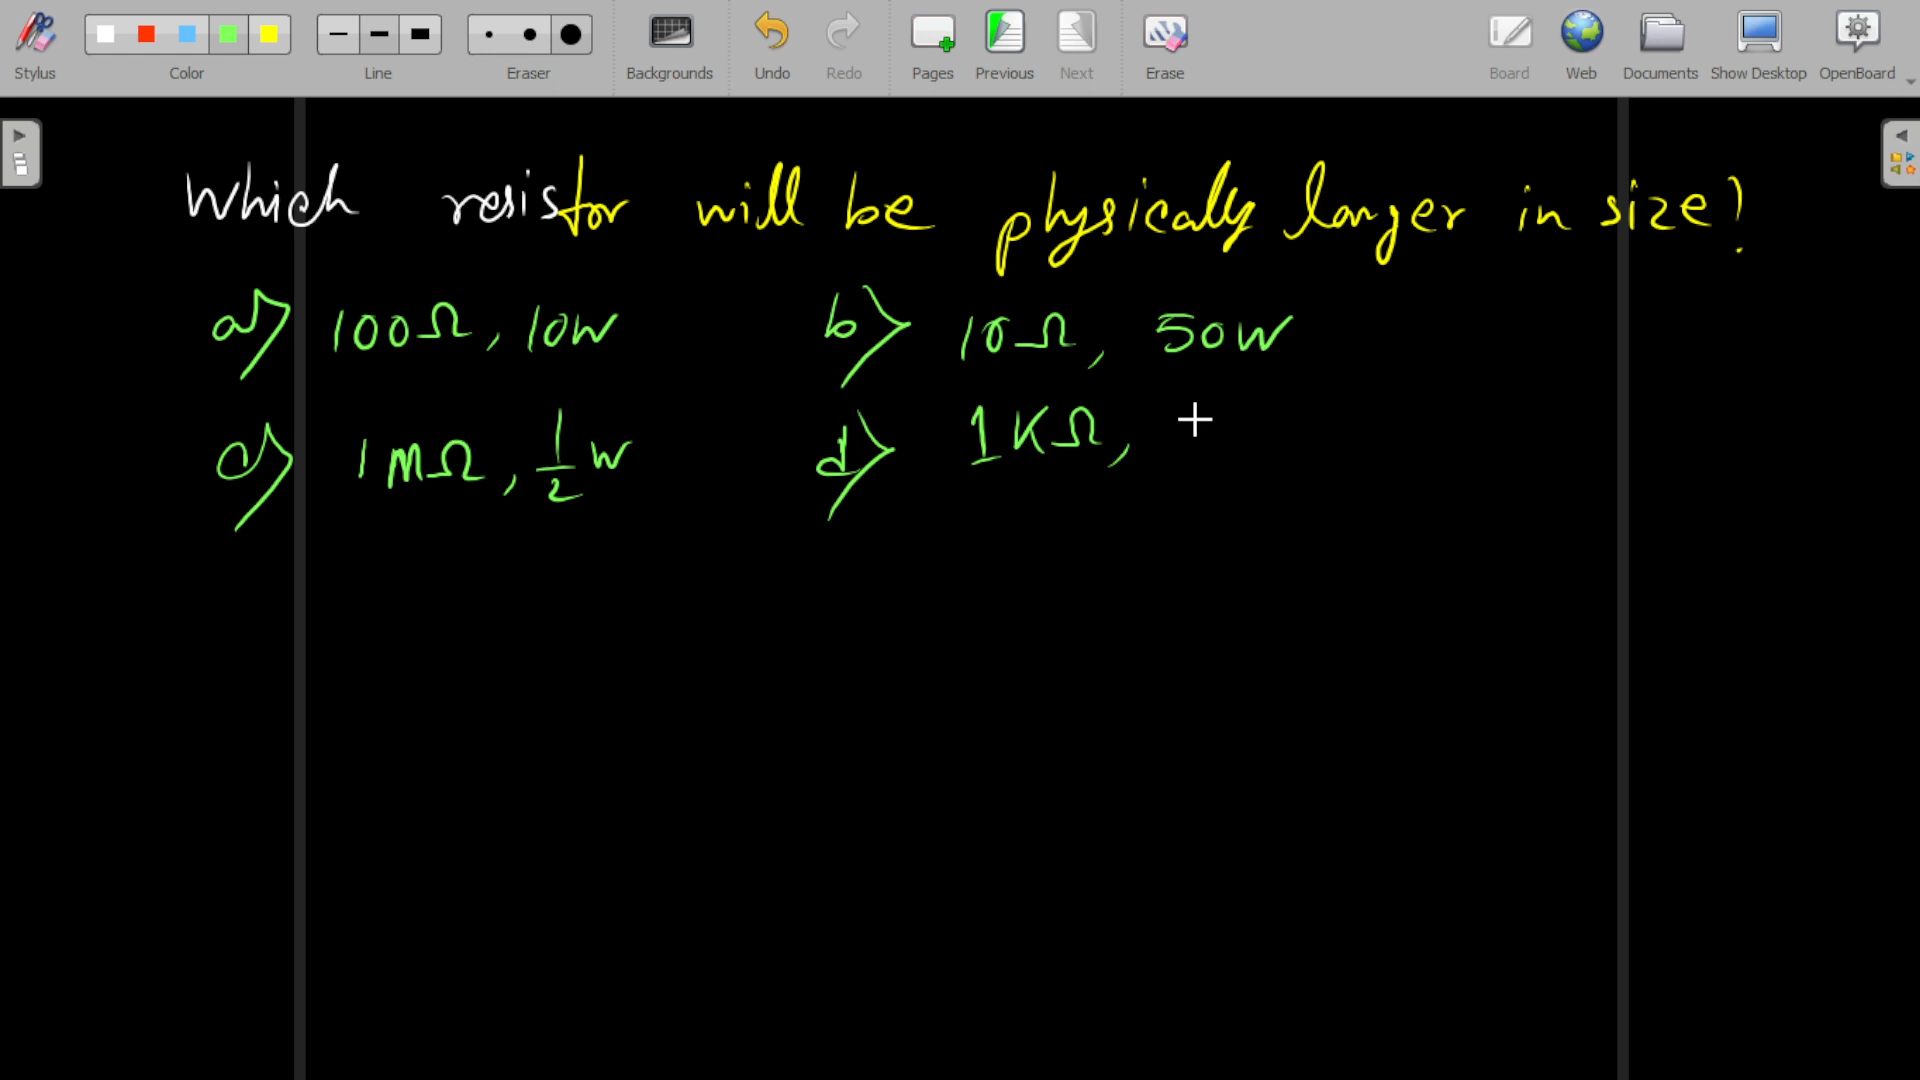 Stylus Color Line Eraser Backgrounds Undo Redo Pages Previous Next Erase Board Web Documents Show Desktop OpenBoard
Which resistor will be physically larger in size?
a) 100Ω, 10W b) 10Ω, 50W
c) 1MΩ, 1/2 W d) 1KΩ,